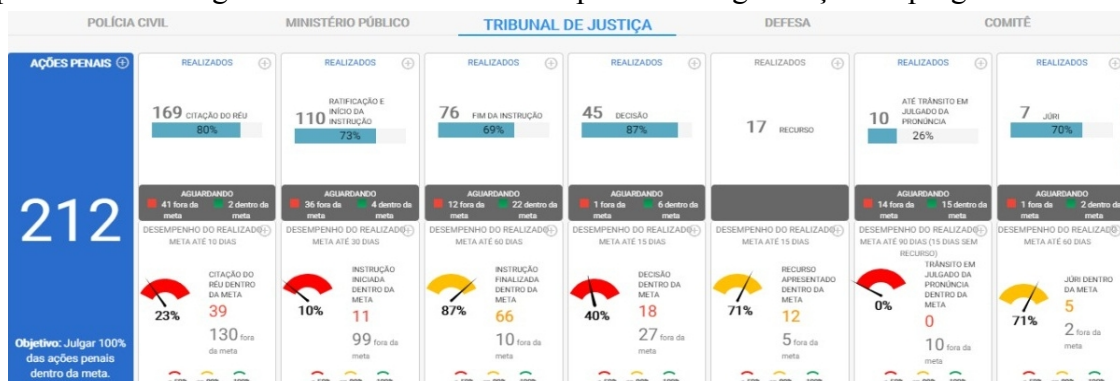 POLÍCIA CIVIL
MINISTÉRIO PÚBLICO
TRIBUNAL DE JUSTIÇA
DEFESA
COMITÊ
AÇÕES PENAIS
212
Objetivo: Julgar 100%
das ações penais
dentro da meta.
REALIZADOS
169 CITAÇÃO DO RÉU
80%
AGUARDANDO
41 fora da meta
2 dentro da meta
DESEMPENHO DO REALIZADO
META ATÉ 10 DIAS
23%
CITAÇÃO DO
RÉU DENTRO
DA META
39
130 fora
da meta
REALIZADOS
110 RATIFICAÇÃO E
INÍCIO DA
INSTRUÇÃO
73%
AGUARDANDO
36 fora da meta
4 dentro da meta
DESEMPENHO DO REALIZADO
META ATÉ 30 DIAS
10%
INSTRUÇÃO
INICIADA
DENTRO DA
META
11
99 fora da
meta
REALIZADOS
76 FIM DA INSTRUÇÃO
69%
AGUARDANDO
12 fora da meta
22 dentro da meta
DESEMPENHO DO REALIZADO
META ATÉ 60 DIAS
87%
INSTRUÇÃO
FINALIZADA
DENTRO DA
META
66
10 fora da
meta
REALIZADOS
45 DECISÃO
87%
AGUARDANDO
1 fora da meta
6 dentro da meta
DESEMPENHO DO REALIZADO
META ATÉ 15 DIAS
40%
DECISÃO
DENTRO DA
META
18
27 fora da
meta
REALIZADOS
17 RECURSO
DESEMPENHO DO REALIZADO
META ATÉ 15 DIAS
71%
RECURSO
APRESENTADO
DENTRO DA
META
12
5 fora da
meta
REALIZADOS
10 ATÉ TRÂNSITO EM
JULGADO DA
PRONÚNCIA
26%
AGUARDANDO
14 fora da meta
15 dentro da meta
DESEMPENHO DO REALIZADO
META ATÉ 90 DIAS (15 DIAS SEM
RECURSO)
0%
TRÂNSITO EM
JULGADO DA
PRONÚNCIA
DENTRO DA
META
0
10 fora da
meta
REALIZADOS
7 JÚRI
70%
AGUARDANDO
1 fora da meta
2 dentro da meta
DESEMPENHO DO REALIZADO
META ATÉ 60 DIAS
71%
JÚRI DENTRO
DA META
5
2 fora da
meta